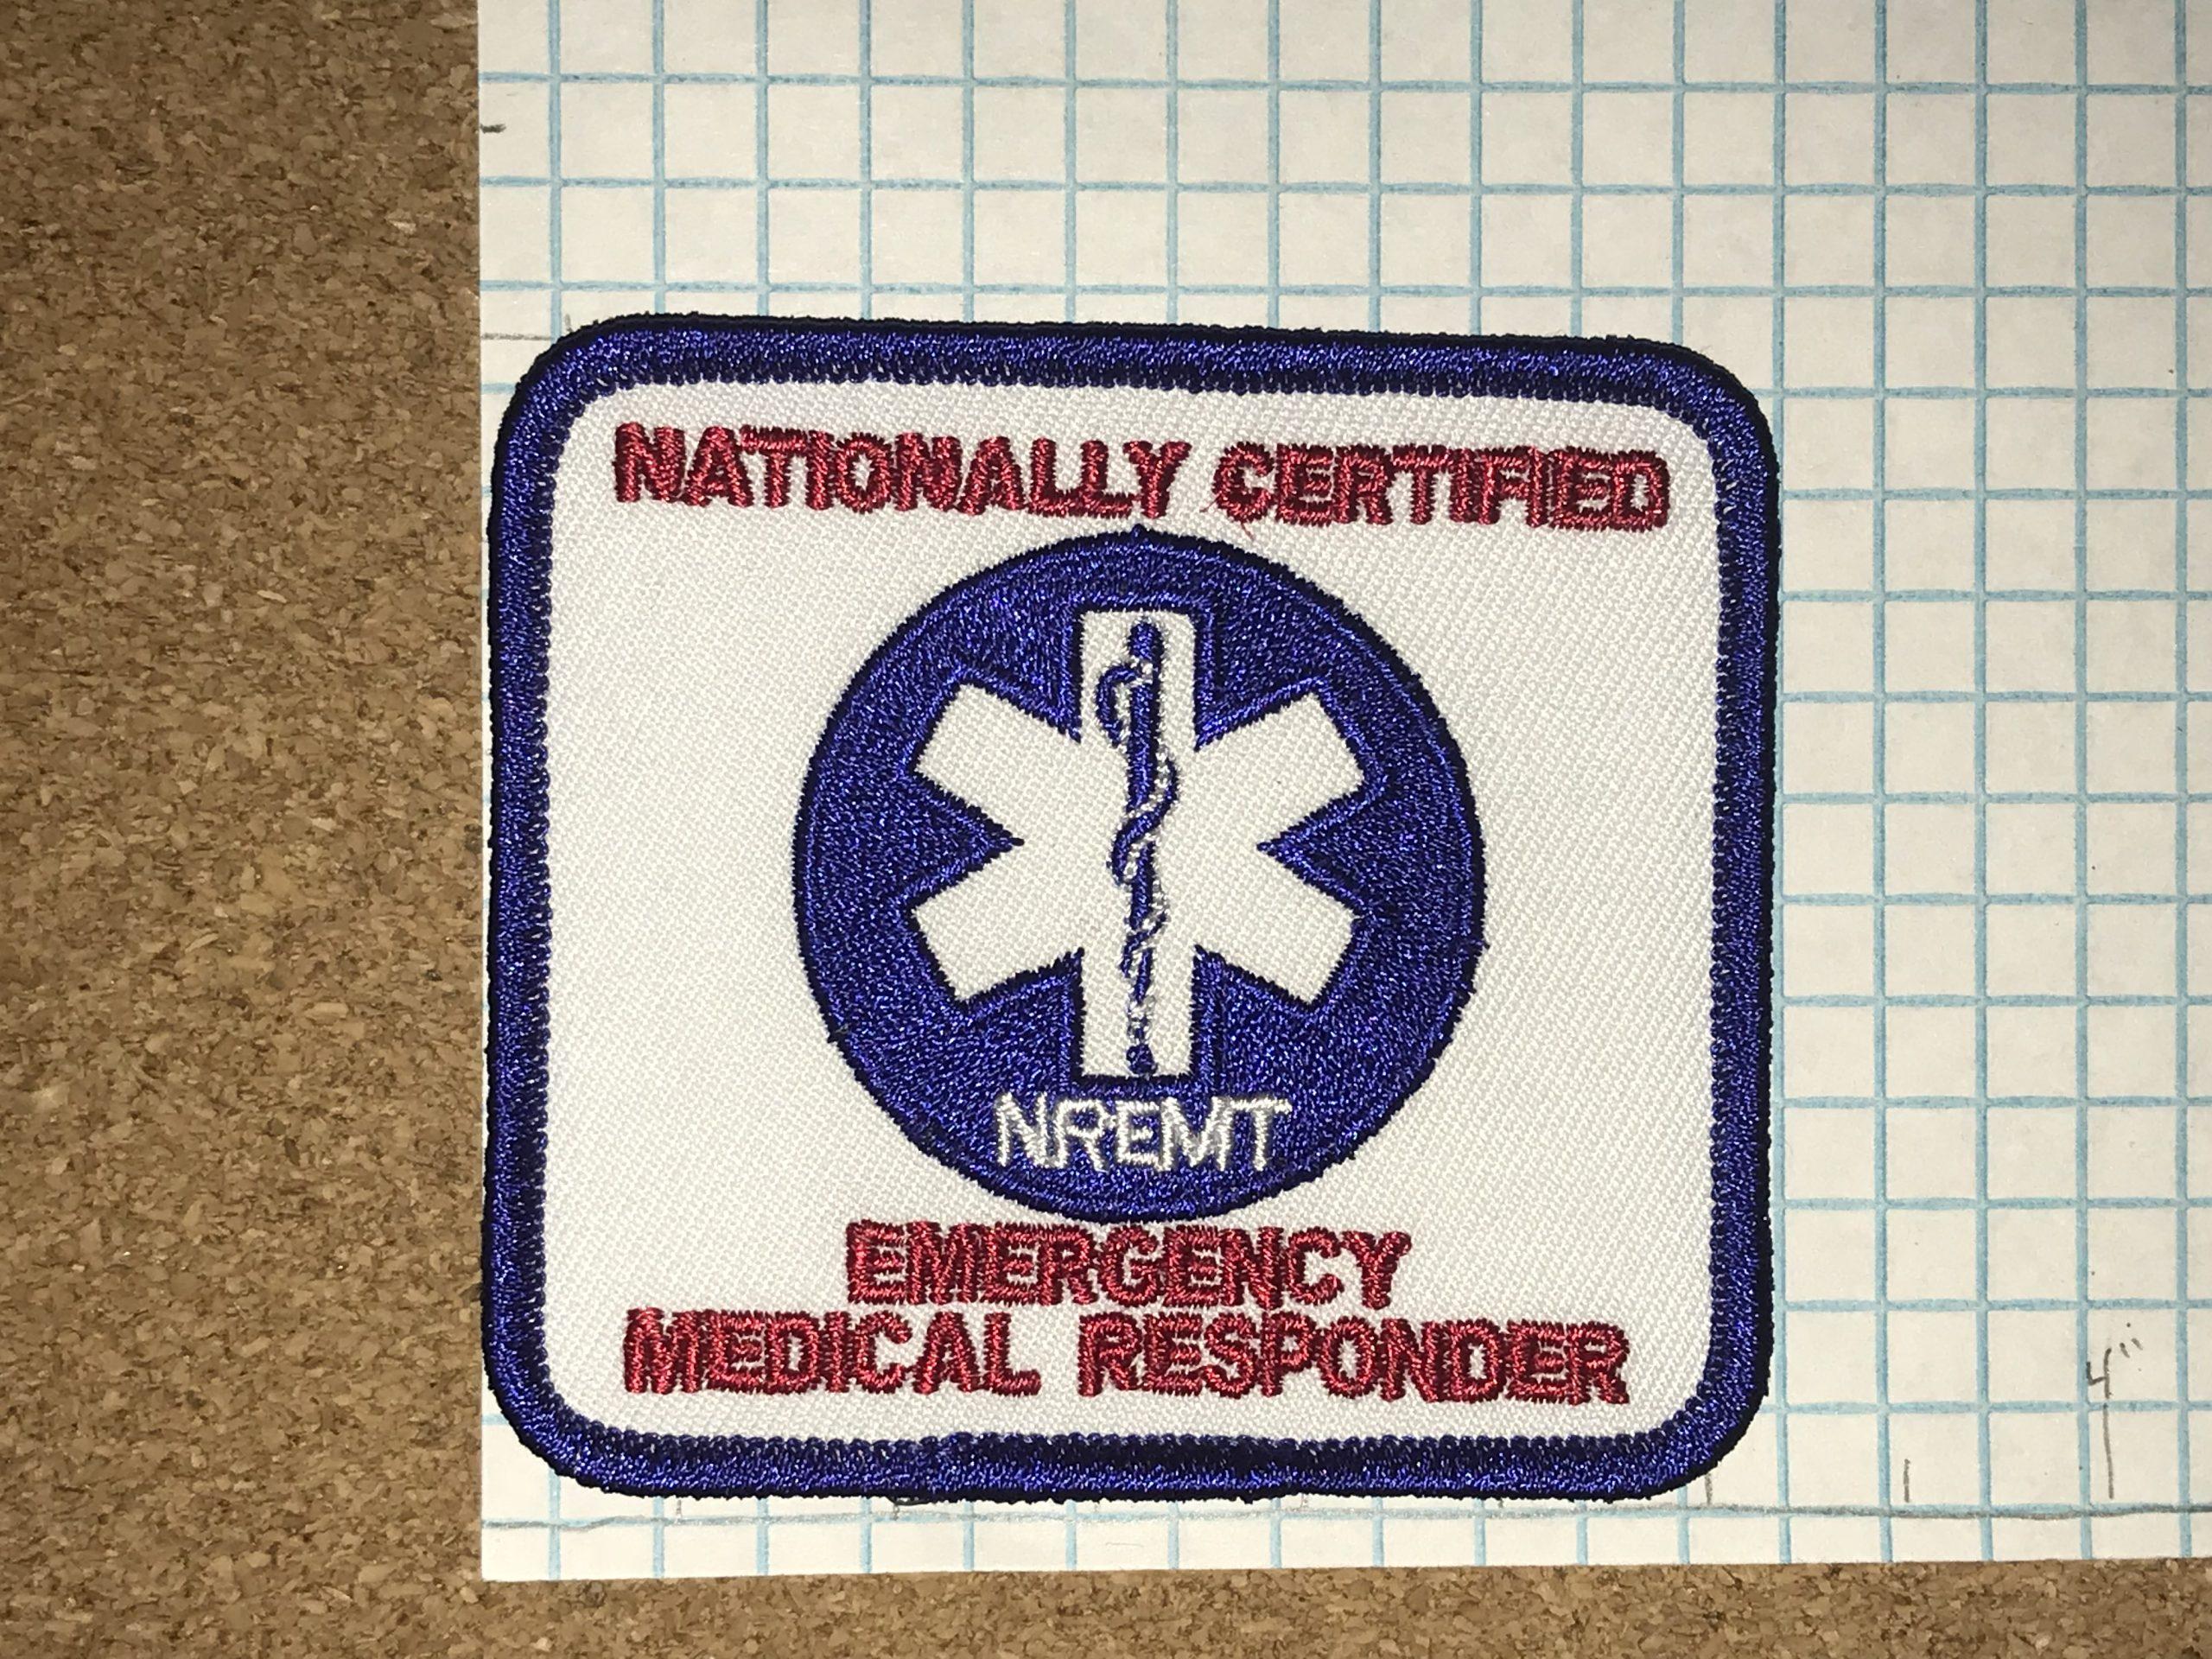 NATIONALLY CERTIFIED
NREMT
EMERGENCY
MEDICAL RESPONDER
4"